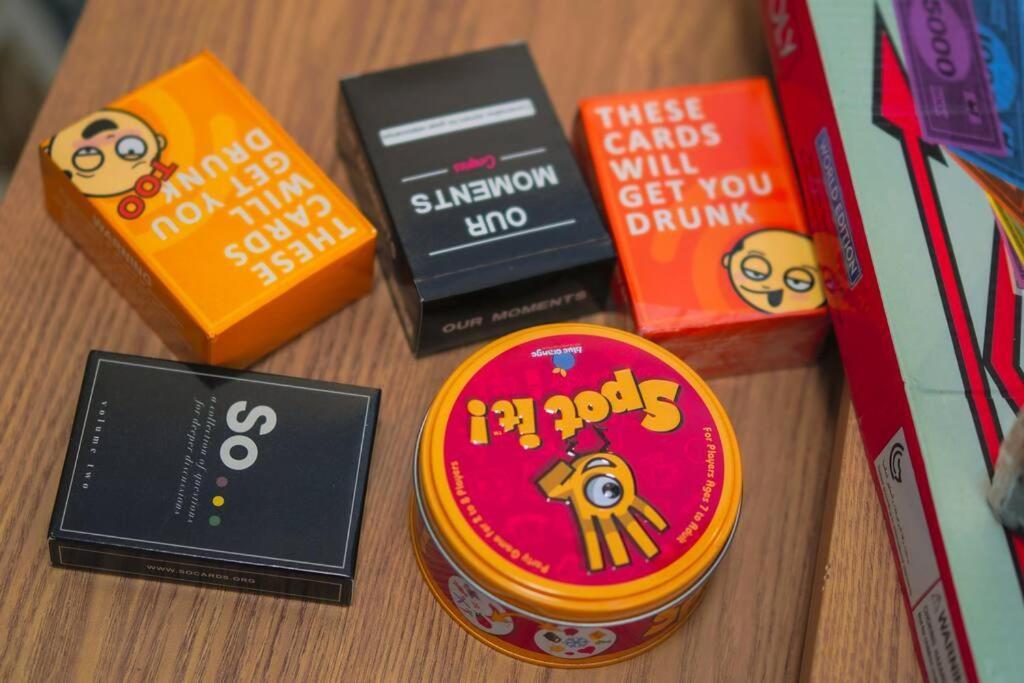 THESE
CARDS
WILL
GET YOU
TOO
DRUNK
WARNING
OUR
MOMENTS
Couples
OUR MOMENTS
THESE
CARDS
WILL
GET YOU
DRUNK
SO
a collection of questions
for deeper discussions
volume two
WWW.SOCARDS.ORG
blue orange
Spot it!™
For Players Ages 7 to Adult
Party Game For 2 to 8 Players
WORLD EDITION
5000
WARNING